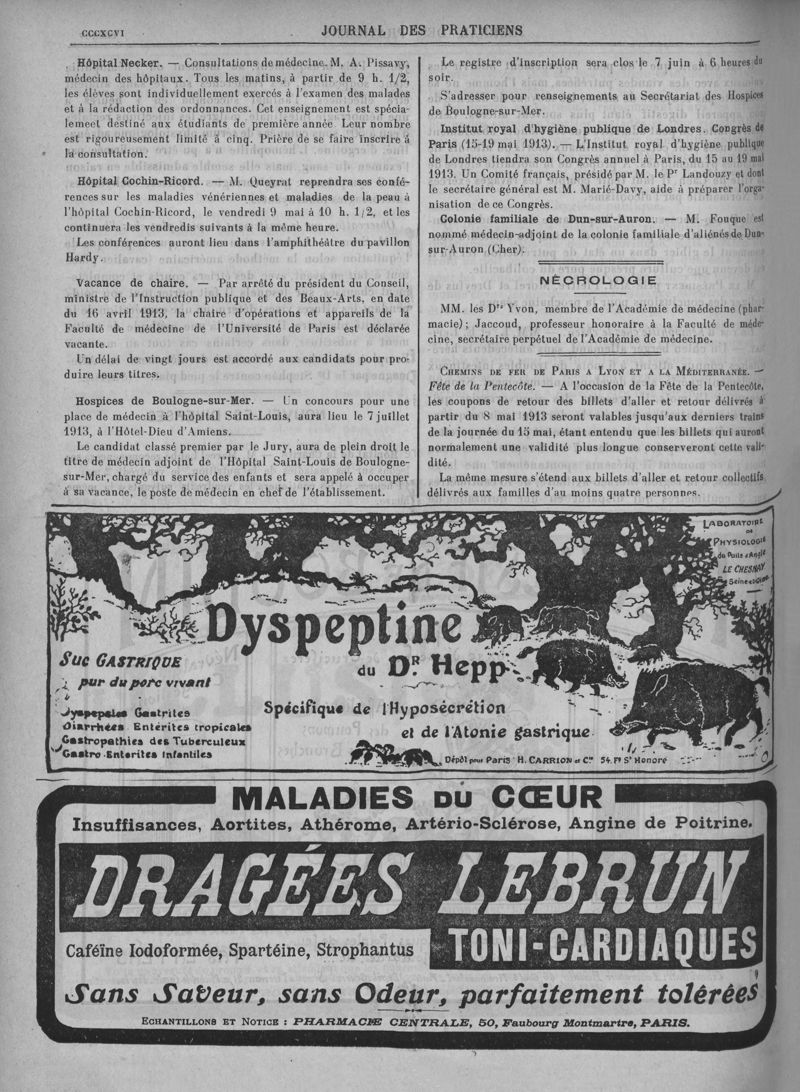 CCCXCVI
JOURNAL DES PRATICIENS
Hôpital Necker. — Consultations de médecine. M. A. Pissavy,
médecin des hôpitaux. Tous les matins, à partir de 9 h. 1/2,
les élèves sont individuellement exercés à l'examen des malades
et à la rédaction des ordonnances. Cet enseignement est spécia-
lemeet destiné aux étudiants de première année Leur nombre
est rigoureusement limité à cinq. Prière de se faire inscrire à
la consultation.
Hôpital Cochin-Ricord. — M. Queyrat reprendra ses confé-
rences sur les maladies vénériennes et maladies de la peau à
l'hôpital Cochin-Ricord, le vendredi 9 mai à 10 h. 1/2, et les
continuera les vendredis suivants à la même heure.
Les conférences auront lieu dans l'amphithéâtre du pavillon
Hardy.
Vacance de chaire. — Par arrêté du président du Conseil,
ministre de l'Instruction publique et des Beaux-Arts, en date
du 16 avril 1913, la chaire d'opérations et appareils de la
Faculté de médecine de l'Université de Paris est déclarée
vacante.
Un délai de vingt jours est accordé aux candidats pour pro-
duire leurs titres.
Hospices de Boulogne-sur-Mer. — Un concours pour une
place de médecin à l'hôpital Saint-Louis, aura lieu le 7 juillet
1913, à l'Hôtel-Dieu d'Amiens.
Le candidat classé premier par le Jury, aura de plein droit le
titre de médecin adjoint de l'Hôpital Saint-Louis de Boulogne-
sur-Mer, chargé du service des enfants et sera appelé à occuper
à sa vacance, le poste de médecin en chef de l'établissement.
Le registre d'inscription sera clos le 7 juin à 6 heures du
soir.
S'adresser pour renseignements au Secrétariat des Hospices
de Boulogne-sur-Mer.
Institut royal d'hygiène publique de Londres. Congrès de
Paris (15-19 mai 1913). — L'Institut royal d'hygiène publique
de Londres tiendra son Congrès annuel à Paris, du 15 au 19 mai
1913. Un Comité français, présidé par M. le Pr Landouzy et dont
le secrétaire général est M. Marié-Davy, aide à préparer l'orga-
nisation de ce Congrès.
Colonie familiale de Dun-sur-Auron. — M. Fouque est
nommé médecin-adjoint de la colonie familiale d'aliénés de Dun-
sur-Auron (Cher).
NÉCROLOGIE
MM. les Drs Yvon, membre de l'Académie de médecine (phar-
macie); Jaccoud, professeur honoraire à la Faculté de méde-
cine, secrétaire perpétuel de l'Académie de médecine.
CHEMINS DE FER DE PARIS A LYON ET A LA MÉDITERRANÉE. —
Fête de la Pentecôte. — A l'occasion de la Fête de la Pentecôte,
les coupons de retour des billets d'aller et retour délivrés à
partir du 8 mai 1913 seront valables jusqu'aux derniers trains
de la journée du 15 mai, étant entendu que les billets qui auront
normalement une validité plus longue conserveront cette vali-
dité.
La même mesure s'étend aux billets d'aller et retour collectifs
délivrés aux familles d'au moins quatre personnes.
LABORATOIRE
DE
PHYSIOLOGIE
du Puits d'Angle
LE CHESNAY
Seine et Oise
Dyspeptine
du DR Hepp
SUC GASTRIQUE
pur du porc vivant
Dyspepsies Gastrites
Diarrhées Entérites tropicales
Gastropathies des Tuberculeux
Gastro-Entérites Infantiles
Spécifique de l'Hyposécrétion
et de l'Atonie gastrique
Dépôt pour Paris H. CARRION et Cie 54. Fg St Honoré
MALADIES DU CŒUR
Insuffisances, Aortites, Athérome, Artério-Sclérose, Angine de Poitrine.
DRAGÉES LEBRUN
Caféïne Iodoformée, Spartéine, Strophantus
TONI-CARDIAQUES
Sans Saveur, sans Odeur, parfaitement tolérées
ECHANTILLONS ET NOTICE : PHARMACIE CENTRALE, 50, Faubourg Montmartre, PARIS.